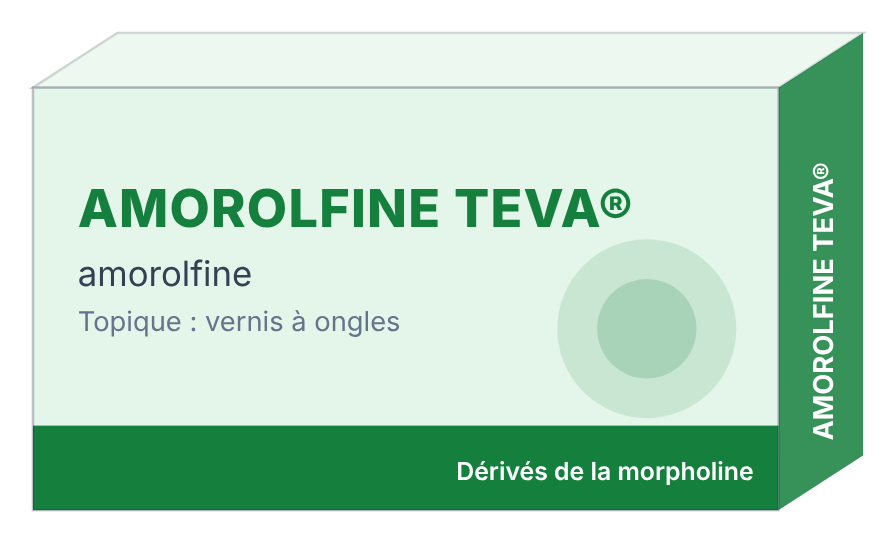 AMOROLFINE TEVA®
amorolfine
Topique : vernis à ongles
Dérivés de la morpholine
AMOROLFINE TEVA®